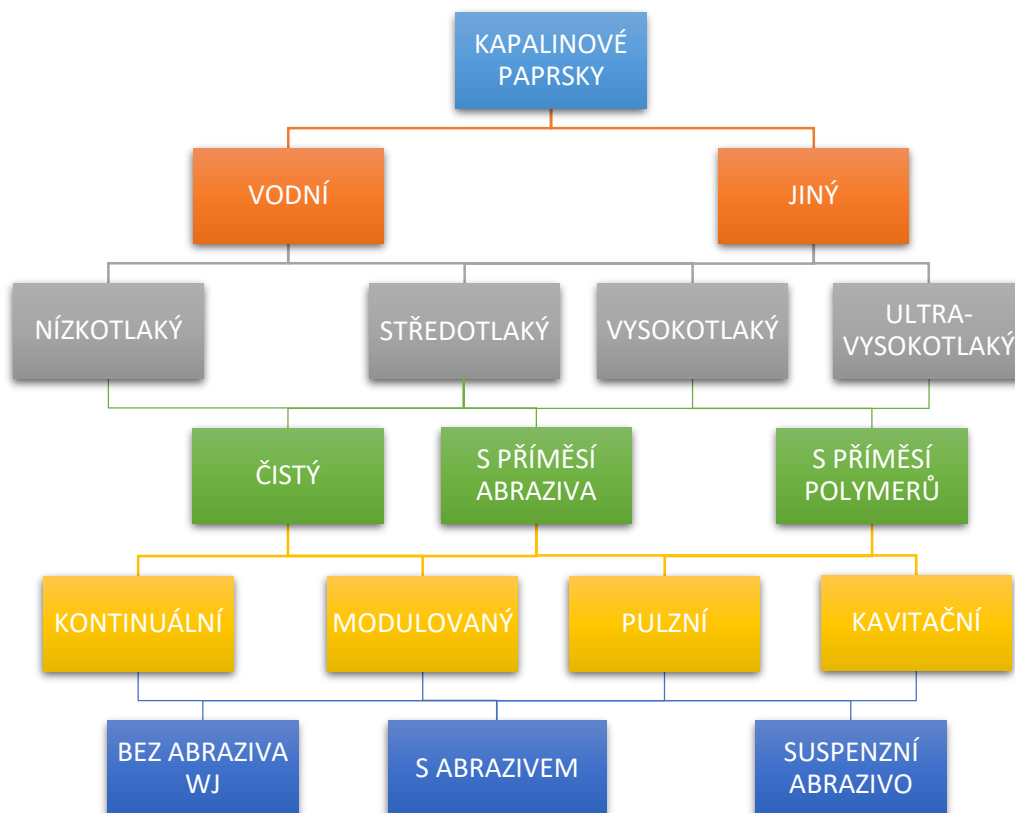 KAPALINOVÉ
PAPRSKY
VODNÍ
JINÝ
NÍZKOTLAKÝ
STŘEDOTLAKÝ
VYSOKOTLAKÝ
ULTRA-
VYSOKOTLAKÝ
ČISTÝ
S PŘÍMĚSÍ
ABRAZIVA
S PŘÍMĚSÍ
POLYMERŮ
KONTINUÁLNÍ
MODULOVANÝ
PULZNÍ
KAVITAČNÍ
BEZ ABRAZIVA
WJ
S ABRAZIVEM
SUSPENZNÍ
ABRAZIVO